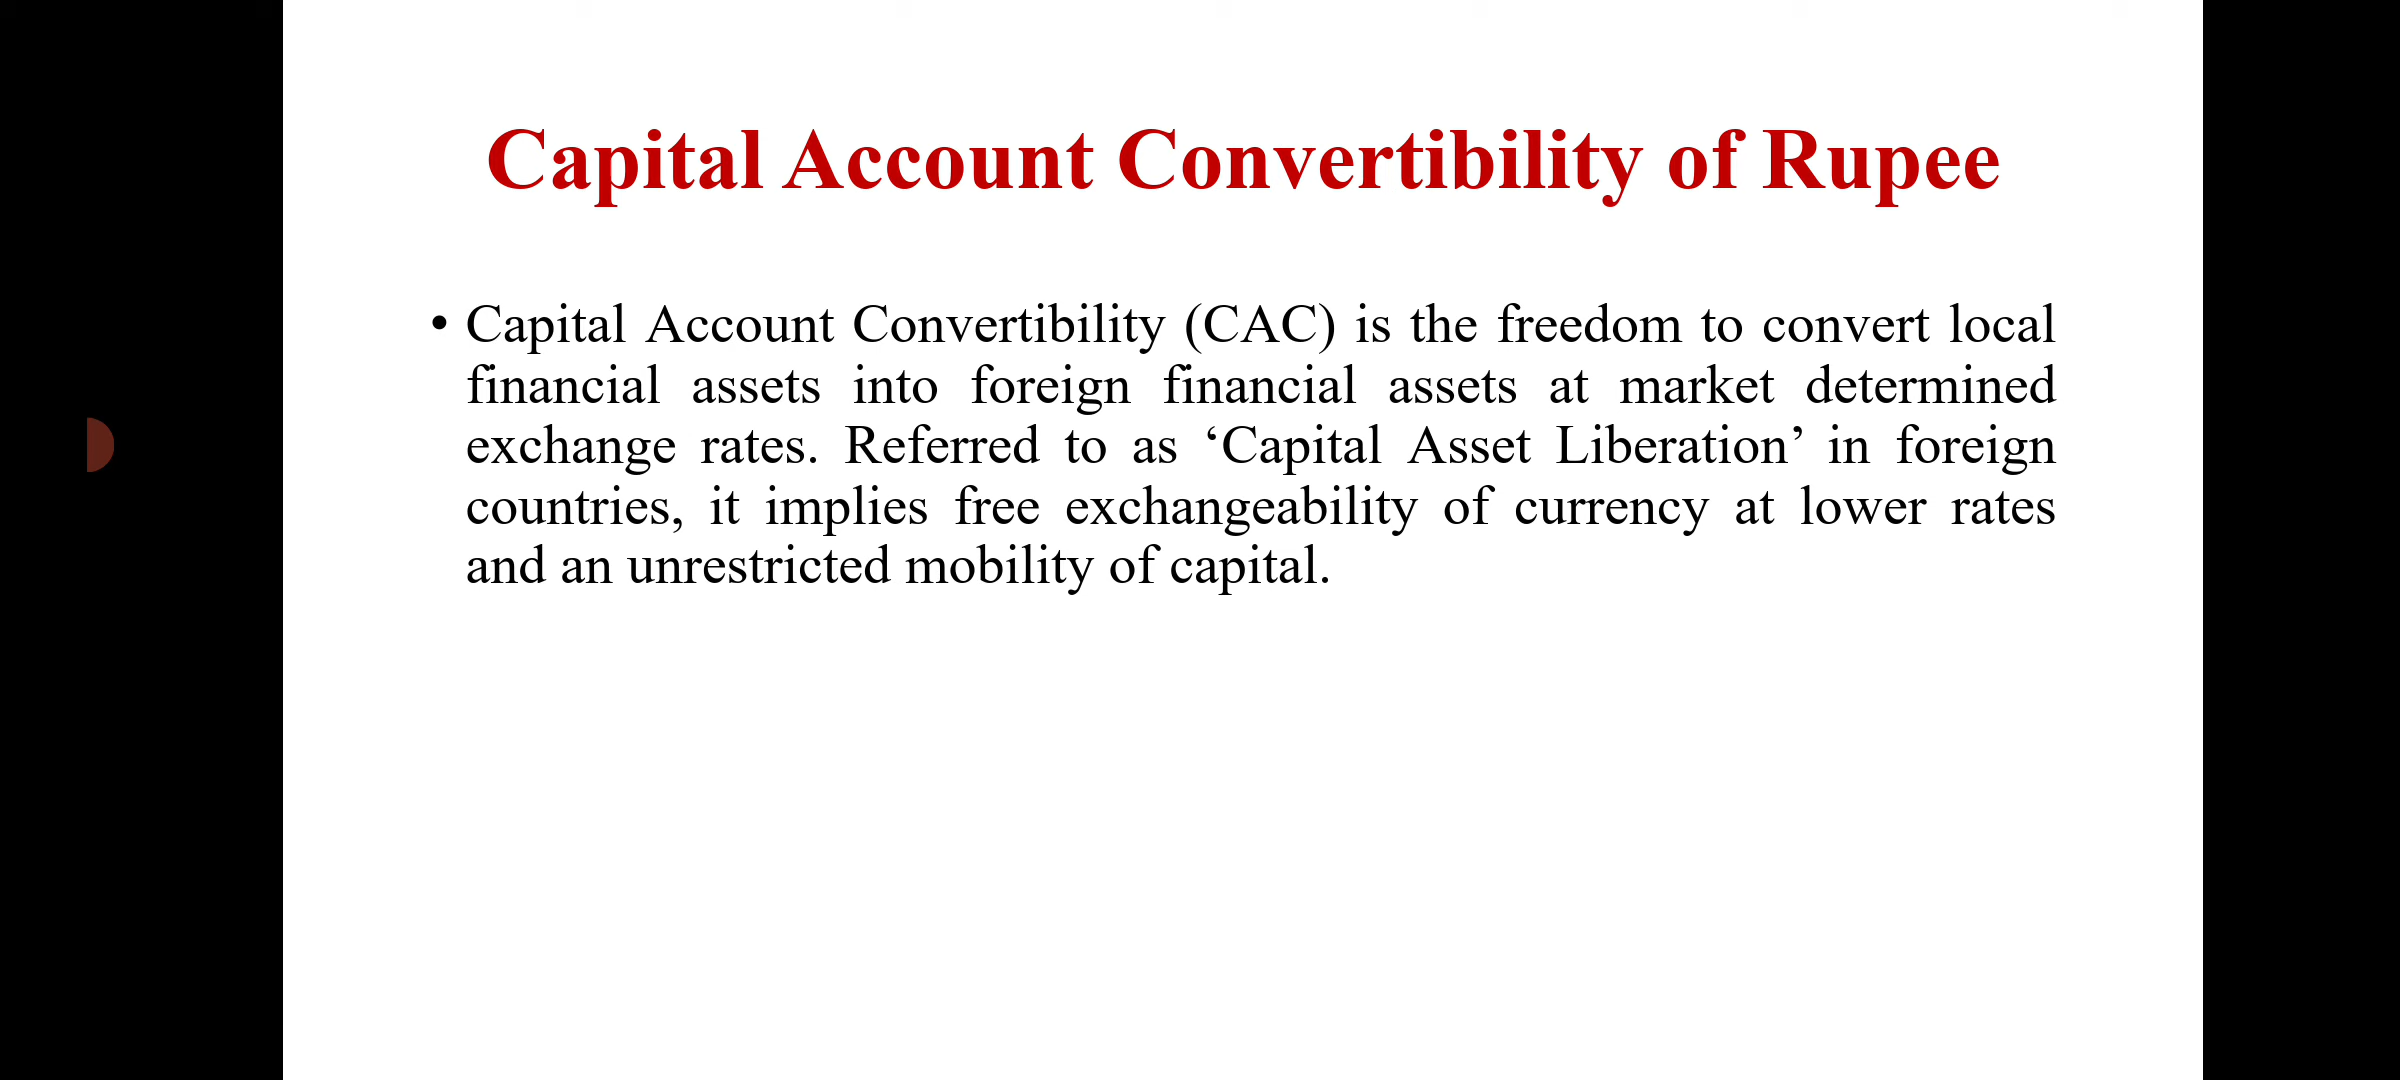 Capital Account Convertibility of Rupee
• Capital Account Convertibility (CAC) is the freedom to convert local
financial assets into foreign financial assets at market determined
exchange rates. Referred to as ‘Capital Asset Liberation’ in foreign
countries, it implies free exchangeability of currency at lower rates
and an unrestricted mobility of capital.